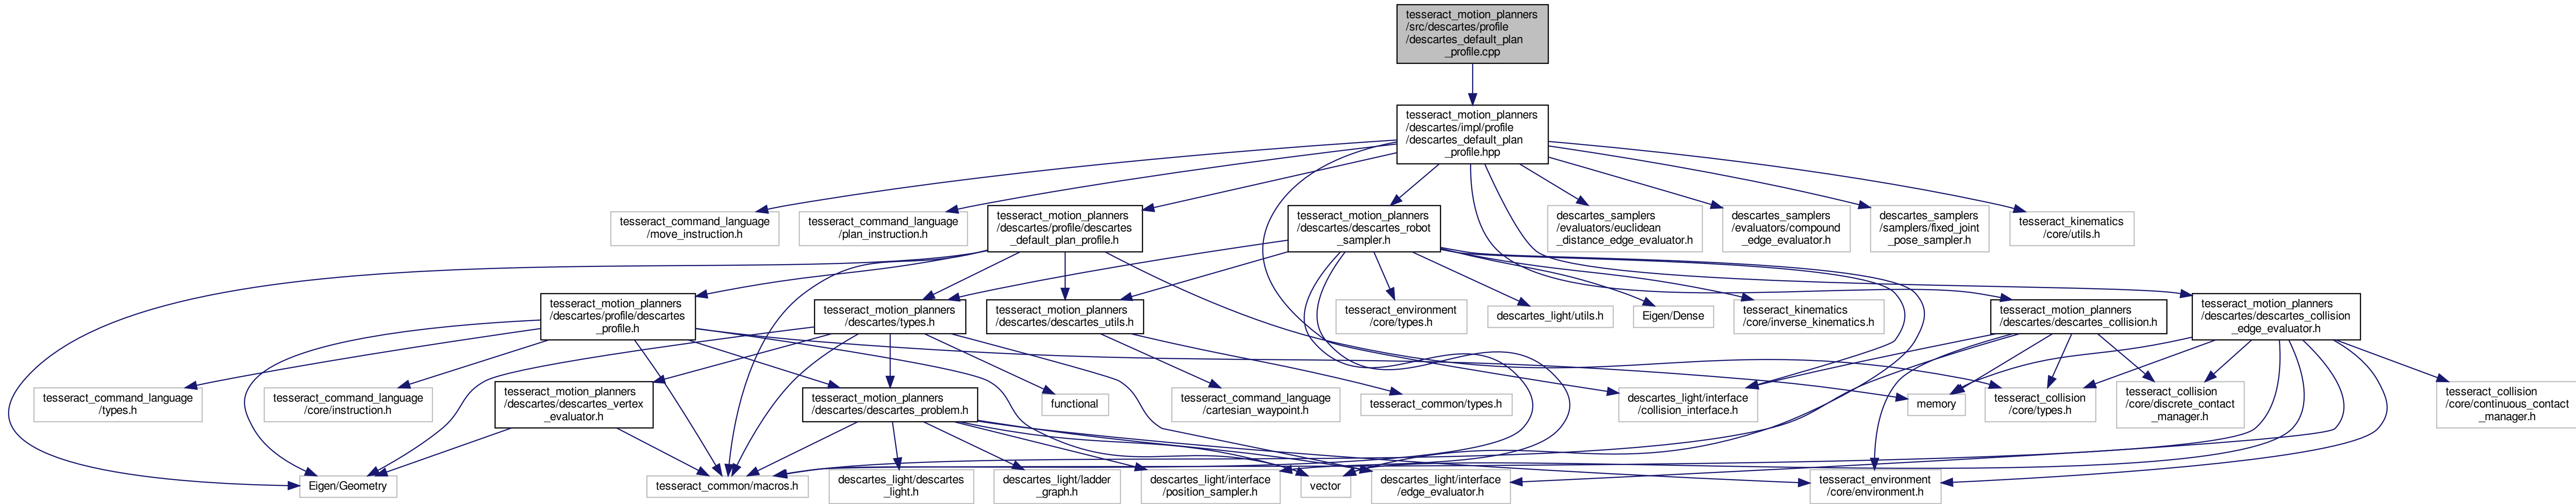 tesseract_motion_planners
/src/descartes/profile
/descartes_default_plan
_profile.cpp
tesseract_motion_planners
/descartes/impl/profile
/descartes_default_plan
_profile.hpp
tesseract_command_language
/move_instruction.h
tesseract_command_language
/plan_instruction.h
tesseract_motion_planners
/descartes/profile/descartes
_default_plan_profile.h
tesseract_motion_planners
/descartes/descartes_robot
_sampler.h
descartes_samplers
/evaluators/euclidean
_distance_edge_evaluator.h
descartes_samplers
/evaluators/compound
_edge_evaluator.h
descartes_samplers
/samplers/fixed_joint
_pose_sampler.h
tesseract_kinematics
/core/utils.h
tesseract_motion_planners
/descartes/profile/descartes
_profile.h
tesseract_motion_planners
/descartes/types.h
tesseract_motion_planners
/descartes/descartes_utils.h
tesseract_environment
/core/types.h
descartes_light/utils.h
Eigen/Dense
tesseract_kinematics
/core/inverse_kinematics.h
tesseract_motion_planners
/descartes/descartes_collision.h
tesseract_motion_planners
/descartes/descartes_collision
_edge_evaluator.h
tesseract_command_language
/types.h
tesseract_command_language
/core/instruction.h
tesseract_motion_planners
/descartes/descartes_vertex
_evaluator.h
tesseract_motion_planners
/descartes/descartes_problem.h
functional
tesseract_command_language
/cartesian_waypoint.h
tesseract_common/types.h
descartes_light/interface
/collision_interface.h
memory
tesseract_collision
/core/types.h
tesseract_collision
/core/discrete_contact
_manager.h
tesseract_collision
/core/continuous_contact
_manager.h
Eigen/Geometry
tesseract_common/macros.h
descartes_light/descartes
_light.h
descartes_light/ladder
_graph.h
descartes_light/interface
/position_sampler.h
vector
descartes_light/interface
/edge_evaluator.h
tesseract_environment
/core/environment.h